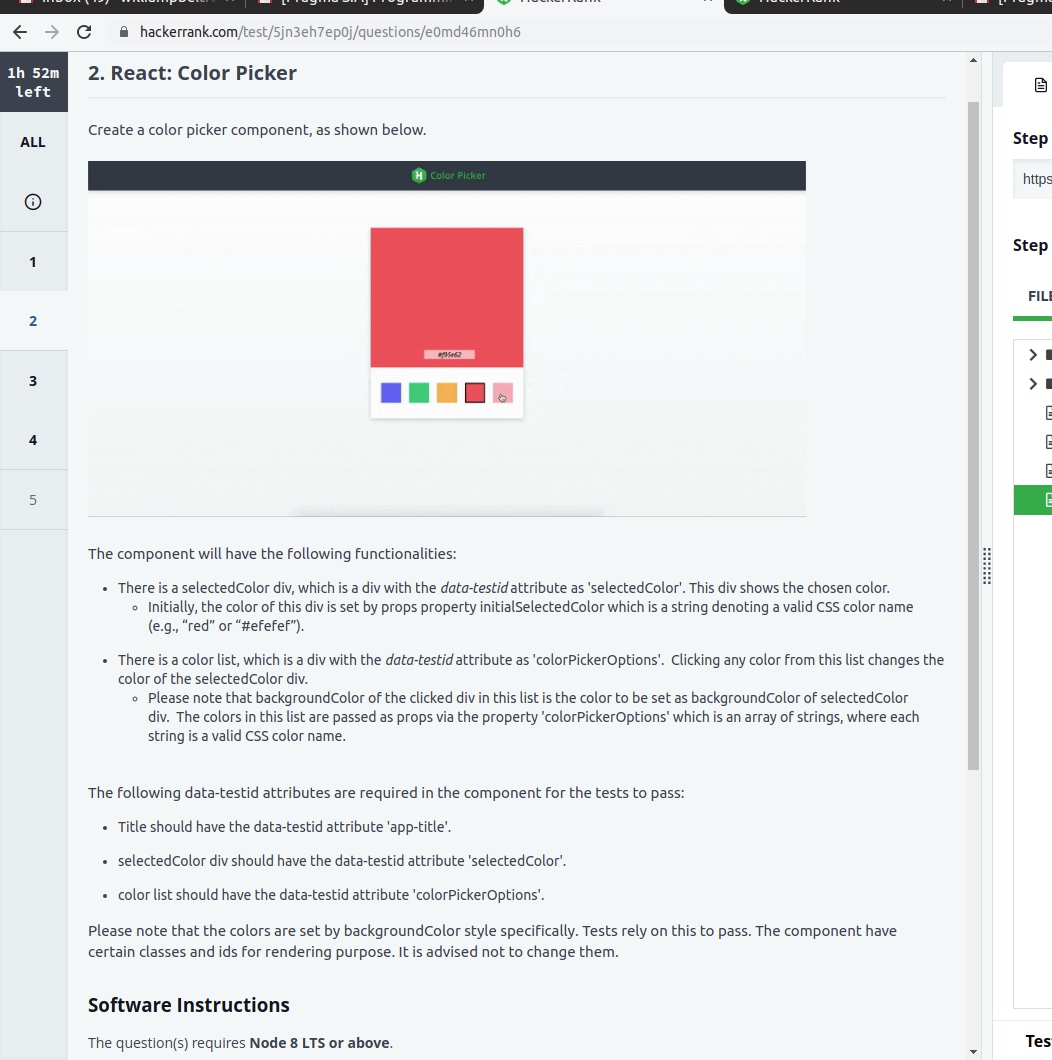 HackerRank
HackerRank
hackerrank.com/test/5jn3eh7ep0j/questions/e0md46mn0h6
1h 52m
left
ALL
1
2
3
4
5
2. React: Color Picker
Create a color picker component, as shown below.
H Color Picker
#f95e62
The component will have the following functionalities:
• There is a selectedColor div, which is a div with the data-testid attribute as 'selectedColor'. This div shows the chosen color.
◦ Initially, the color of this div is set by props property initialSelectedColor which is a string denoting a valid CSS color name
(e.g., “red” or “#efefef”).
• There is a color list, which is a div with the data-testid attribute as 'colorPickerOptions'.  Clicking any color from this list changes the
color of the selectedColor div.
◦ Please note that backgroundColor of the clicked div in this list is the color to be set as backgroundColor of selectedColor
div.  The colors in this list are passed as props via the property 'colorPickerOptions' which is an array of strings, where each
string is a valid CSS color name.
The following data-testid attributes are required in the component for the tests to pass:
• Title should have the data-testid attribute 'app-title'.
• selectedColor div should have the data-testid attribute 'selectedColor'.
• color list should have the data-testid attribute 'colorPickerOptions'.
Please note that the colors are set by backgroundColor style specifically. Tests rely on this to pass. The component have
certain classes and ids for rendering purpose. It is advised not to change them.
Software Instructions
The question(s) requires Node 8 LTS or above.
Step
https
Step
FILE
Tes